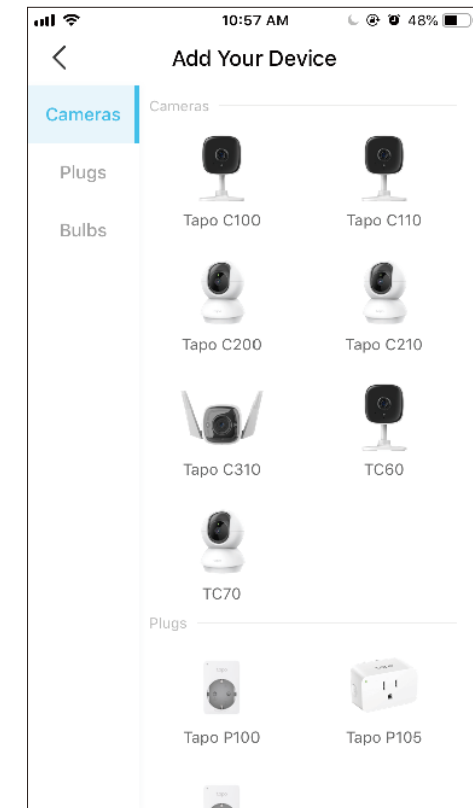 10:57 AM 48%
Add Your Device
Cameras
Plugs
Bulbs
Cameras
Tapo C100 Tapo C110
Tapo C200 Tapo C210
Tapo C310 TC60
TC70
Plugs
Tapo P100 Tapo P105